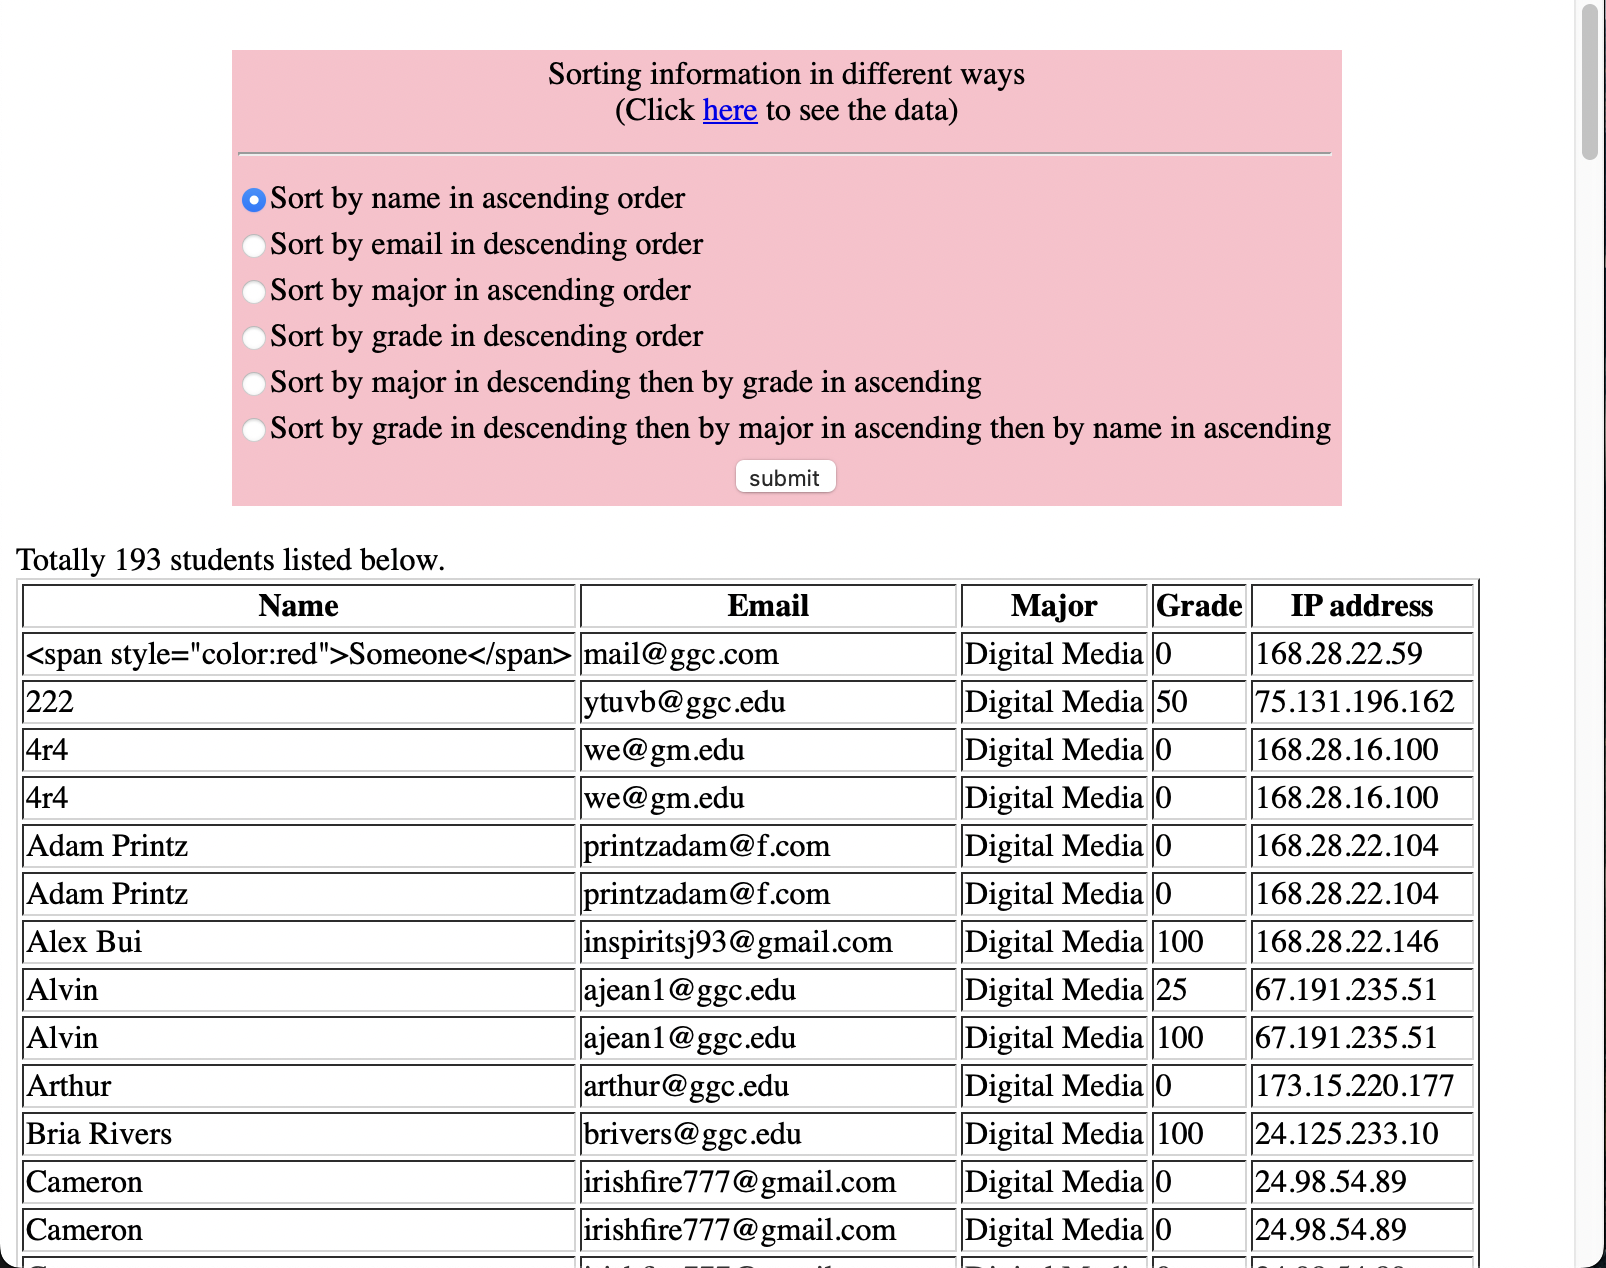 Sorting information in different ways
(Click here to see the data)
Sort by name in ascending order
Sort by email in descending order
Sort by major in ascending order
Sort by grade in descending order
Sort by major in descending then by grade in ascending
Sort by grade in descending then by major in ascending then by name in ascending
submit
Totally 193 students listed below.
Name Email Major Grade IP address
<span style="color:red">Someone</span> mail@ggc.com Digital Media 0 168.28.22.59
222 ytuvb@ggc.edu Digital Media 50 75.131.196.162
4r4 we@gm.edu Digital Media 0 168.28.16.100
4r4 we@gm.edu Digital Media 0 168.28.16.100
Adam Printz printzadam@f.com Digital Media 0 168.28.22.104
Adam Printz printzadam@f.com Digital Media 0 168.28.22.104
Alex Bui inspiritsj93@gmail.com Digital Media 100 168.28.22.146
Alvin ajean1@ggc.edu Digital Media 25 67.191.235.51
Alvin ajean1@ggc.edu Digital Media 100 67.191.235.51
Arthur arthur@ggc.edu Digital Media 0 173.15.220.177
Bria Rivers brivers@ggc.edu Digital Media 100 24.125.233.10
Cameron irishfire777@gmail.com Digital Media 0 24.98.54.89
Cameron irishfire777@gmail.com Digital Media 0 24.98.54.89